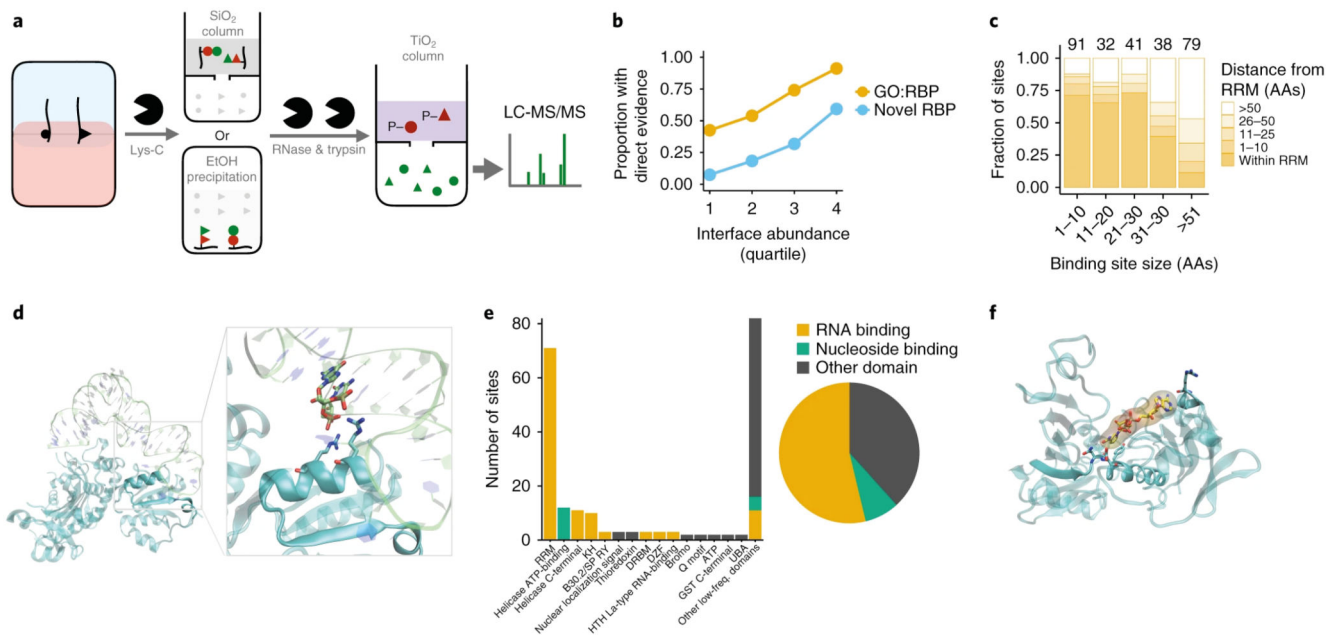 a
SiO2
column
Lys-C
Or
EtOH
precipitation
RNase & trypsin
TiO2
column
P–
P–
LC-MS/MS
b
Proportion with
direct evidence
1.00
0.75
0.50
0.25
0.00
1 2 3 4
Interface abundance
(quartile)
GO:RBP
Novel RBP
c
91 32 41 38 79
Fraction of sites
1.00
0.75
0.50
0.25
0.00
1–10
11–20
21–30
31–30
>51
Binding site size (AAs)
Distance from
RRM (AAs)
>50
26–50
11–25
1–10
Within RRM
d
e
Number of sites
80
60
40
20
0
RRM
Helicase ATP-binding
Helicase C-terminal
KH
B30.2/SP RY
Nuclear localization signal
Thioredoxin
DRBM
DZF
HTH La-type RNA-binding
Bromo
Q motif
ATP
GST C-terminal
UBA
Other low-freq. domains
RNA binding
Nucleoside binding
Other domain
f